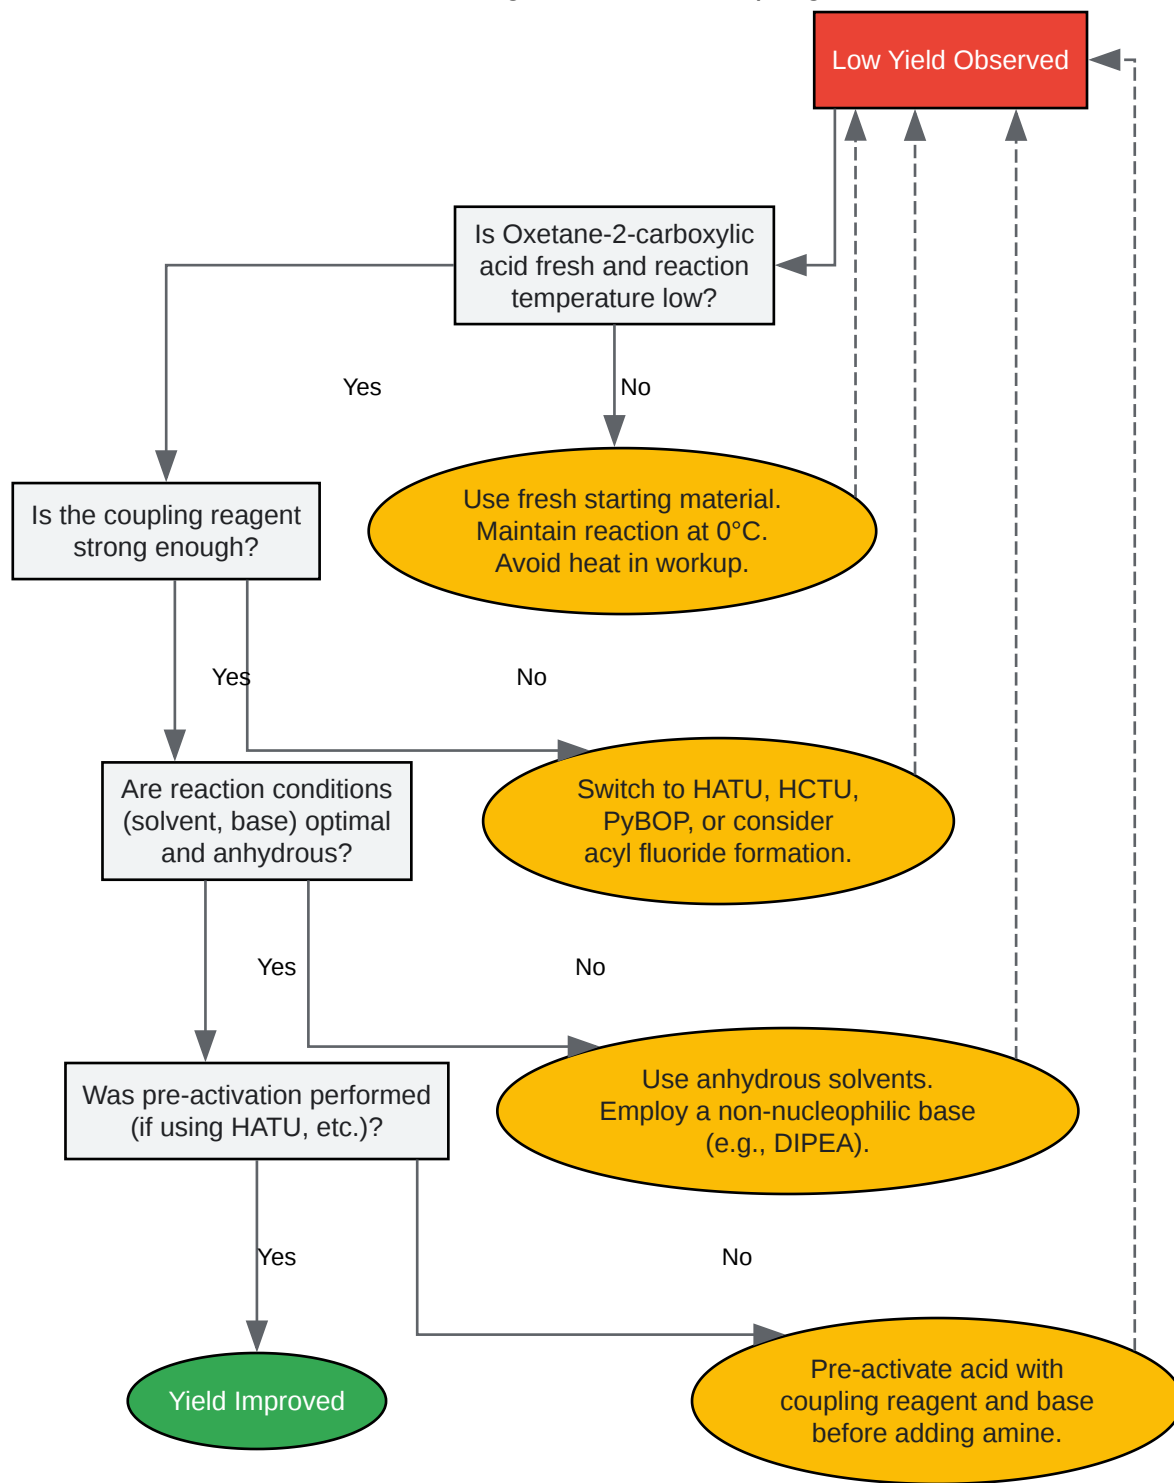 Low Yield Observed
Is Oxetane-2-carboxylic
acid fresh and reaction
temperature low?
Yes
No
Is the coupling reagent
strong enough?
Use fresh starting material.
Maintain reaction at 0°C.
Avoid heat in workup.
Yes
No
Are reaction conditions
(solvent, base) optimal
and anhydrous?
Switch to HATU, HCTU,
PyBOP, or consider
acyl fluoride formation.
Yes
No
Was pre-activation performed
(if using HATU, etc.)?
Use anhydrous solvents.
Employ a non-nucleophilic base
(e.g., DIPEA).
Yes
No
Yield Improved
Pre-activate acid with
coupling reagent and base
before adding amine.